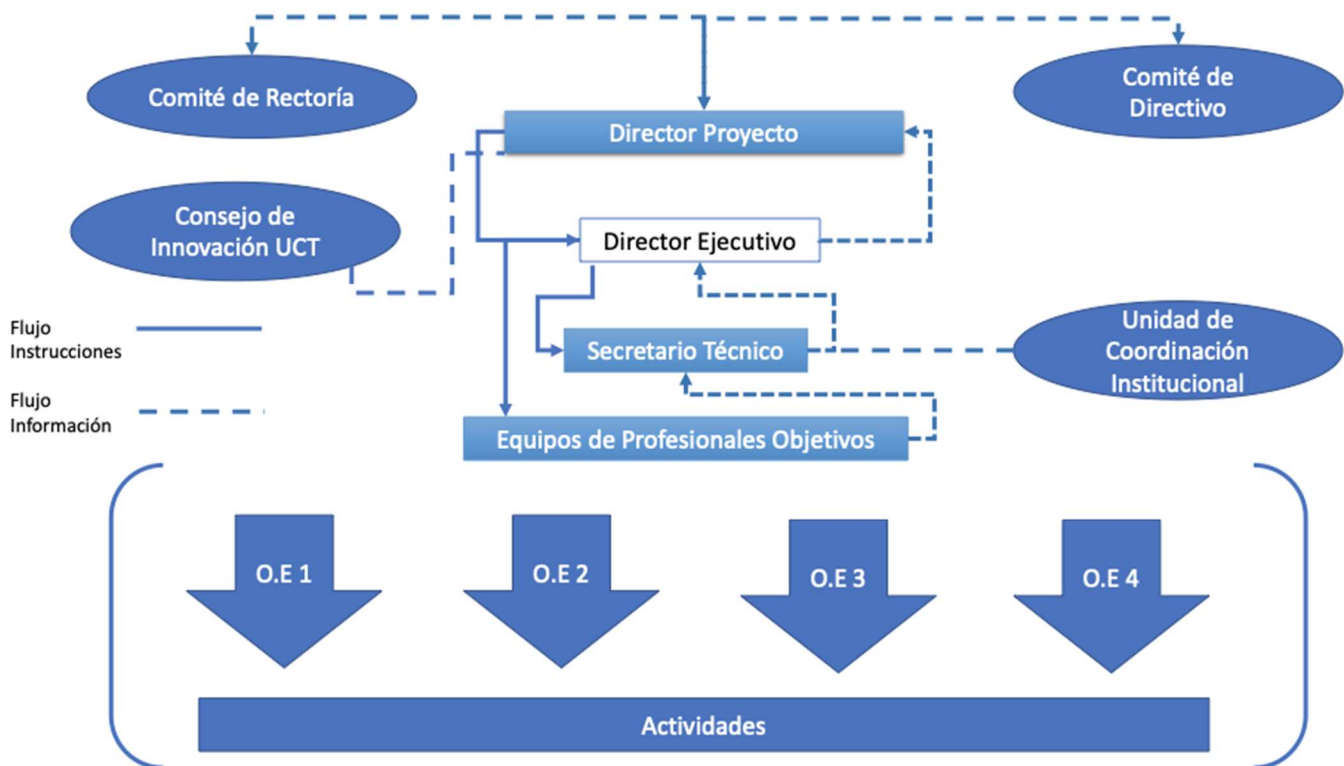 Comité de Rectoría
Comité de
Directivo
Director Proyecto
Consejo de
Innovación UCT
Director Ejecutivo
Flujo
Instrucciones
Secretario Técnico
Unidad de
Coordinación
Institucional
Flujo
Información
Equipos de Profesionales Objetivos
O.E 1
O.E 2
O.E 3
O.E 4
Actividades